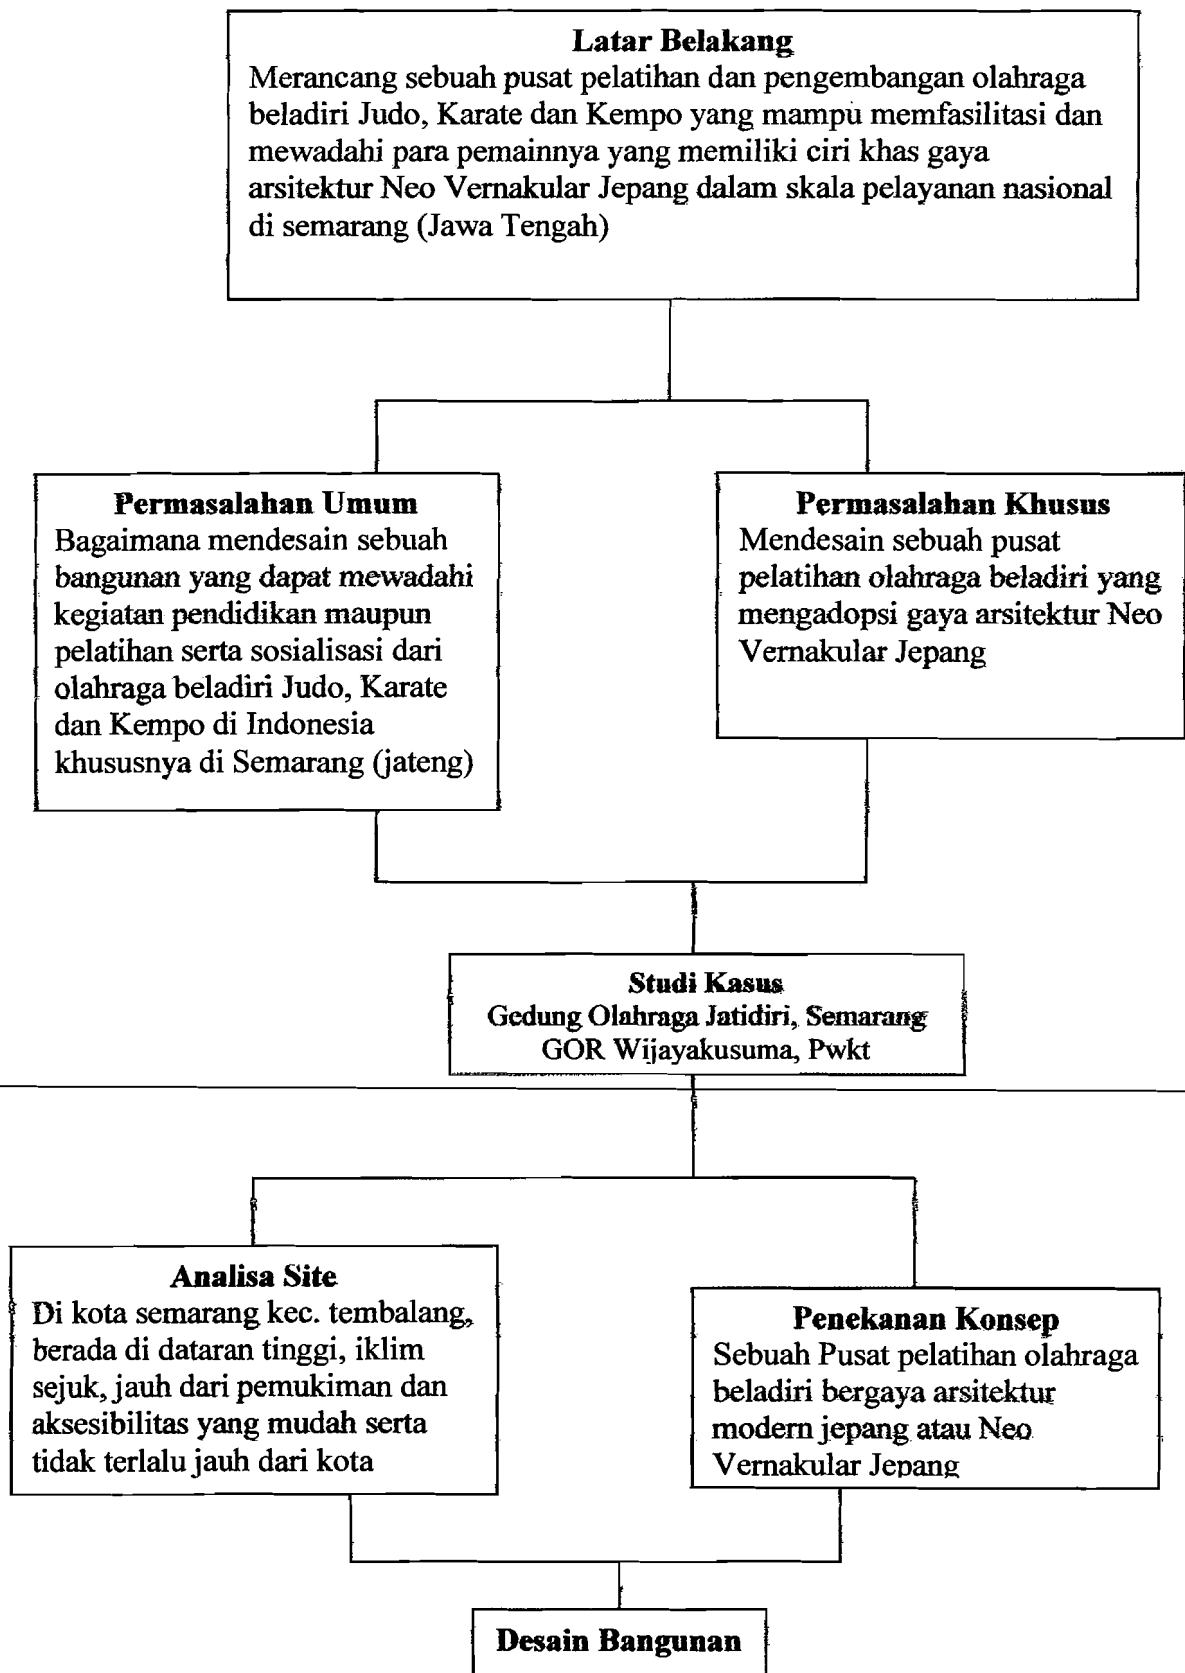 Latar Belakang
Merancang sebuah pusat pelatihan dan pengembangan olahraga
beladiri Judo, Karate dan Kempo yang mampu memfasilitasi dan
mewadahi para pemainnya yang memiliki ciri khas gaya
arsitektur Neo Vernakular Jepang dalam skala pelayanan nasional
di semarang (Jawa Tengah)
Permasalahan Umum
Bagaimana mendesain sebuah
bangunan yang dapat mewadahi
kegiatan pendidikan maupun
pelatihan serta sosialisasi dari
olahraga beladiri Judo, Karate
dan Kempo di Indonesia
khususnya di Semarang (jateng)
Permasalahan Khusus
Mendesain sebuah pusat
pelatihan olahraga beladiri yang
mengadopsi gaya arsitektur Neo
Vernakular Jepang
Studi Kasus
Gedung Olahraga Jatidiri, Semarang
GOR Wijayakusuma, Pwkt
Analisa Site
Di kota semarang kec. tembalang,
berada di dataran tinggi, iklim
sejuk, jauh dari pemukiman dan
aksesibilitas yang mudah serta
tidak terlalu jauh dari kota
Penekanan Konsep
Sebuah Pusat pelatihan olahraga
beladiri bergaya arsitektur
modern jepang atau Neo
Vernakular Jepang
Desain Bangunan